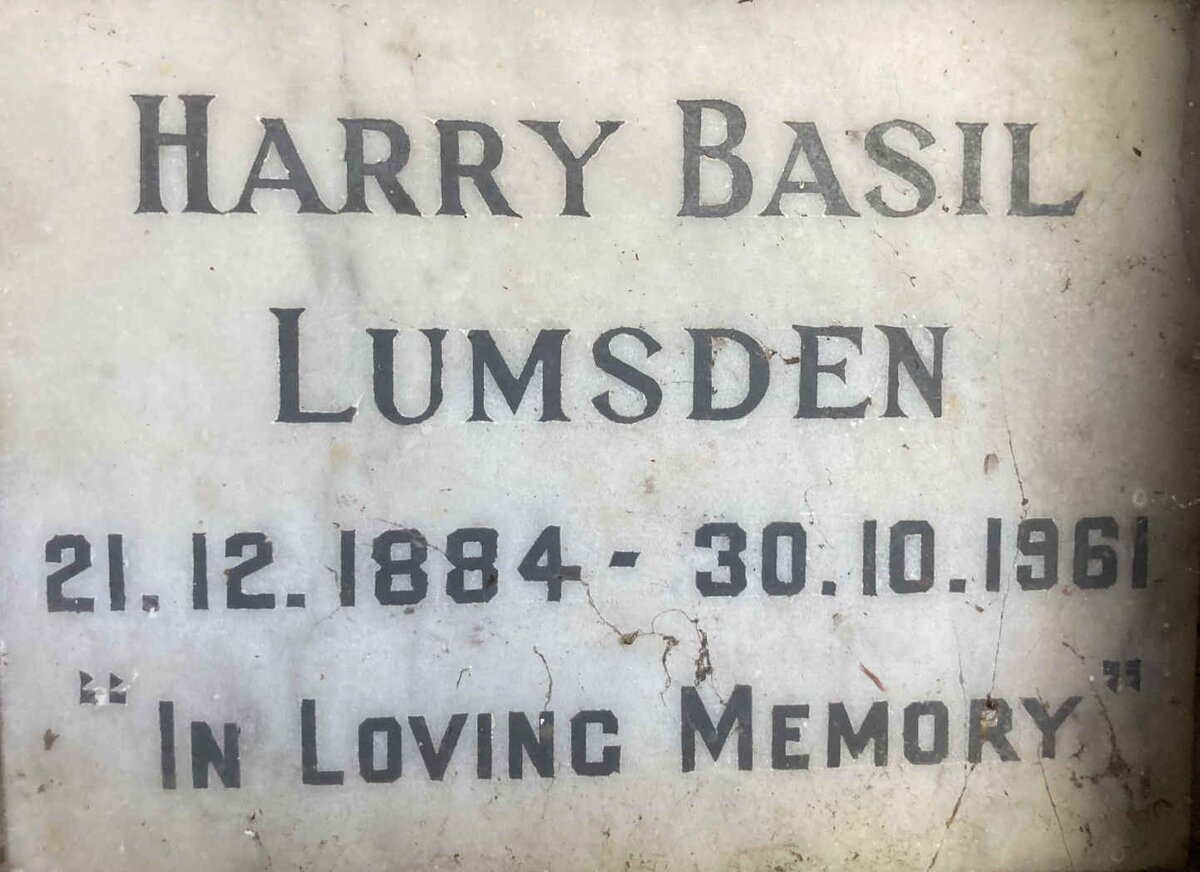 HARRY BASIL
LUMSDEN
21.12.1884 - 30.10.1961
"IN LOVING MEMORY"